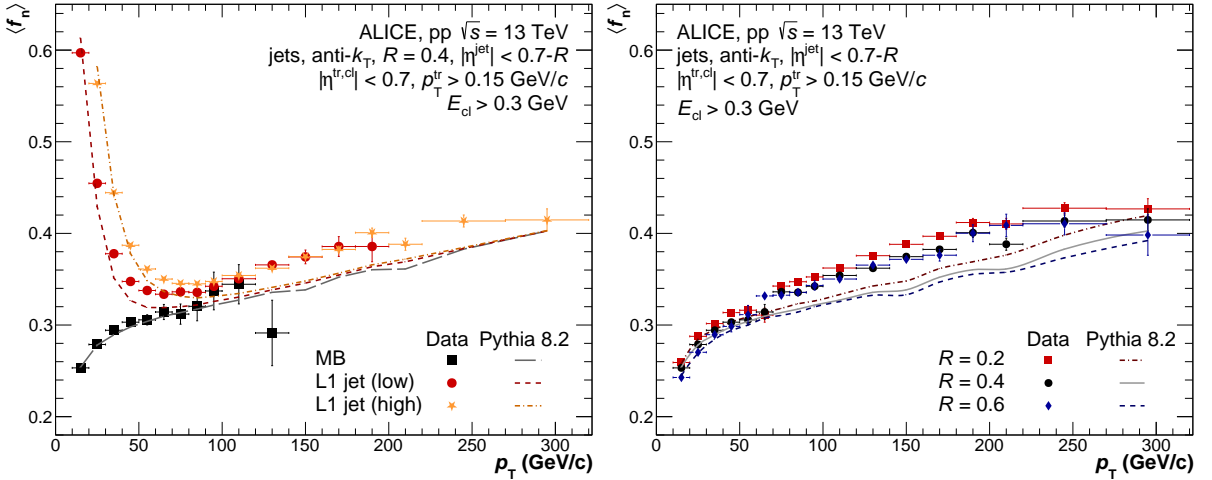 ⟨f_n⟩
ALICE, pp √s = 13 TeV
jets, anti-k_T, R = 0.4, |η^jet| < 0.7-R
|η^tr,cl| < 0.7, p_T^tr > 0.15 GeV/c
E_cl > 0.3 GeV
0.6
0.5
0.4
0.3
0.2
Data Pythia 8.2
MB
L1 jet (low)
L1 jet (high)
0 50 100 150 200 250 300
p_T (GeV/c)
⟨f_n⟩
ALICE, pp √s = 13 TeV
jets, anti-k_T, |η^jet| < 0.7-R
|η^tr,cl| < 0.7, p_T^tr > 0.15 GeV/c
E_cl > 0.3 GeV
0.6
0.5
0.4
0.3
0.2
Data Pythia 8.2
R = 0.2
R = 0.4
R = 0.6
0 50 100 150 200 250 300
p_T (GeV/c)